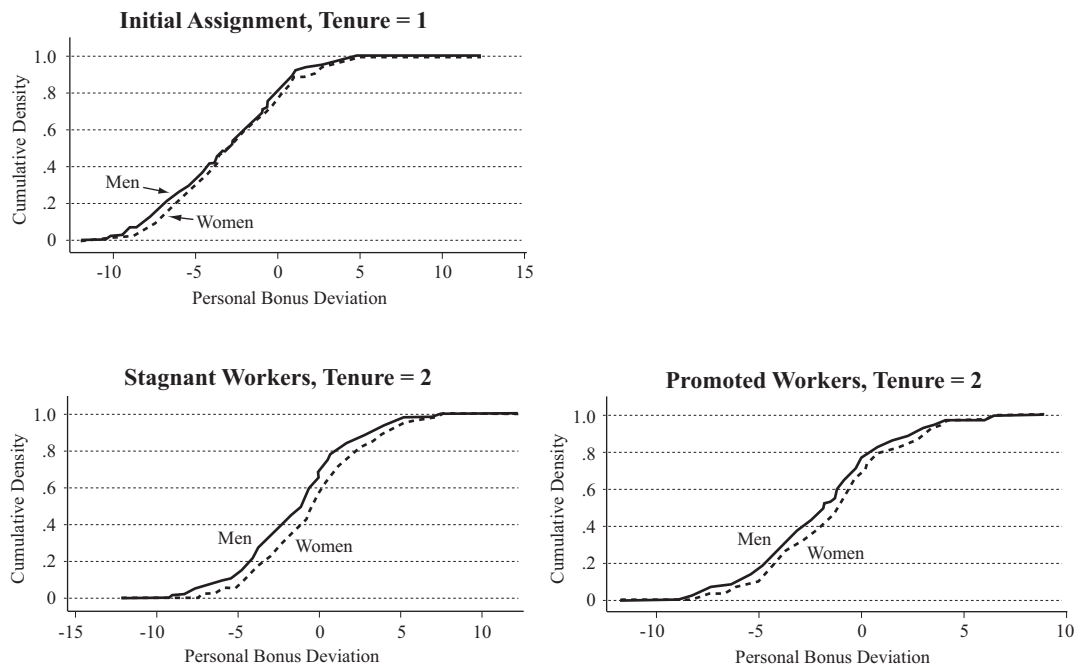 Initial Assignment, Tenure = 1
Cumulative Density
1.0
.8
.6
.4
.2
0
Men
Women
-10
-5
0
5
10
15
Personal Bonus Deviation
Stagnant Workers, Tenure = 2
Cumulative Density
1.0
.8
.6
.4
.2
0
Men
Women
-15
-10
-5
0
5
10
Personal Bonus Deviation
Promoted Workers, Tenure = 2
Cumulative Density
1.0
.8
.6
.4
.2
0
Men
Women
-10
-5
0
5
10
Personal Bonus Deviation